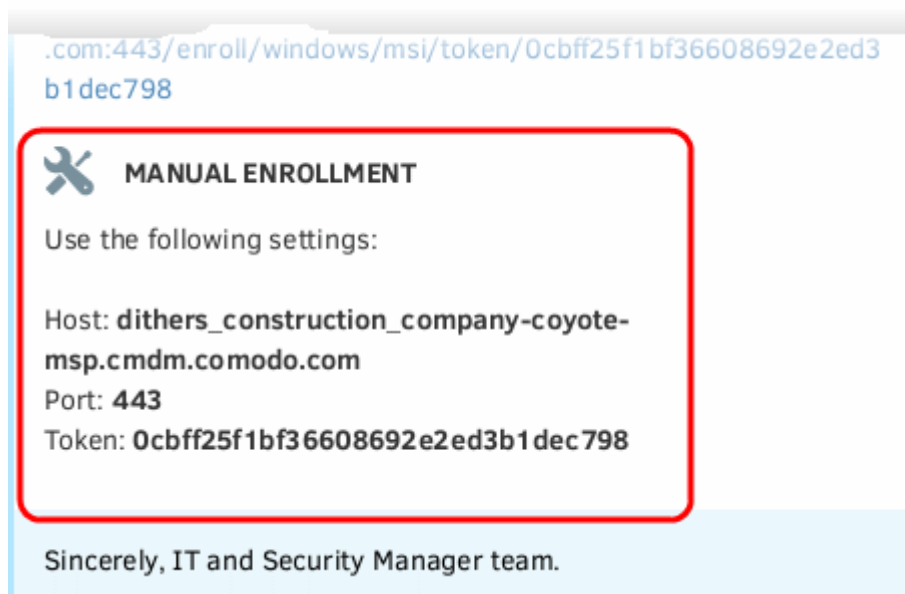 .com:443/enroll/windows/msi/token/0cbff25f1bf36608692e2ed3
b1dec798
MANUAL ENROLLMENT
Use the following settings:
Host: dithers_construction_company-coyote-
msp.cmdm.comodo.com
Port: 443
Token: 0cbff25f1bf36608692e2ed3b1dec798
Sincerely, IT and Security Manager team.